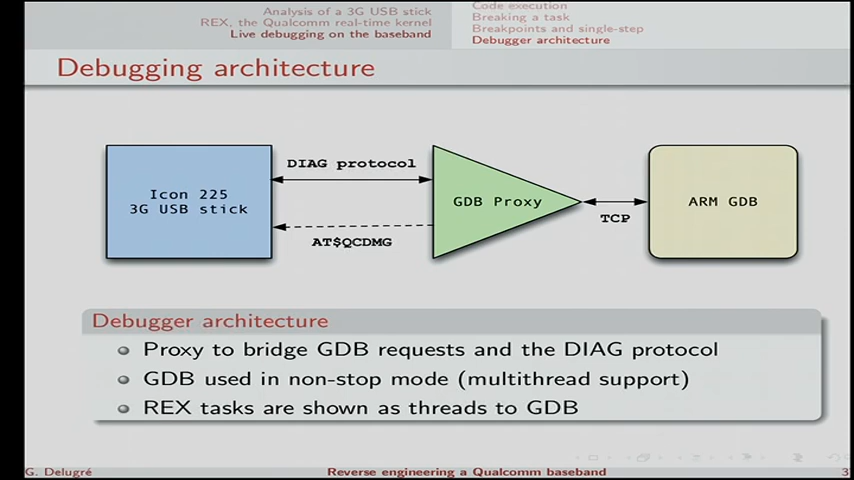 Analysis of a 3G USB stick
REX, the Qualcomm real-time kernel
Live debugging on the baseband
Code execution
Breaking a task
Breakpoints and single-step
Debugger architecture
Debugging architecture
DIAG protocol
Icon 225
3G USB stick
GDB Proxy
ARM GDB
TCP
AT$QCDMG
Debugger architecture
Proxy to bridge GDB requests and the DIAG protocol
GDB used in non-stop mode (multithread support)
REX tasks are shown as threads to GDB
G. Delugré
Reverse engineering a Qualcomm baseband
3